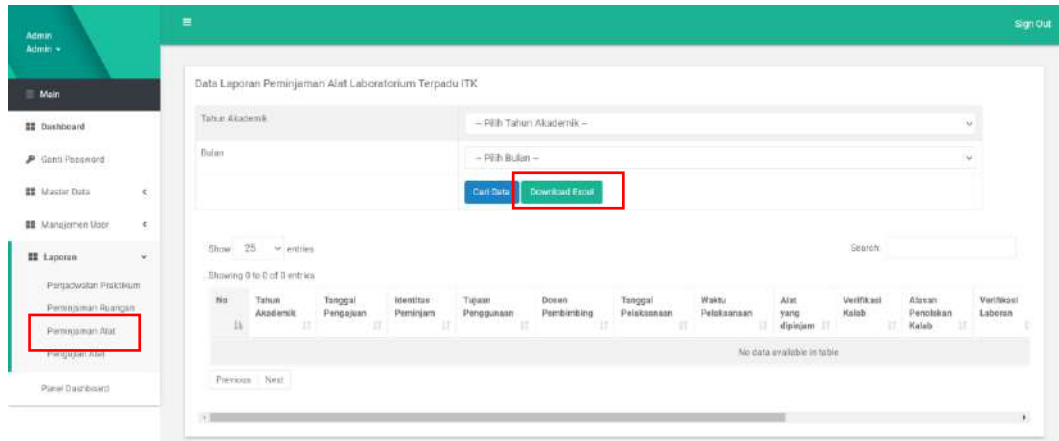 Sign Out
Admin
Admin
Main
Dashboard
Ganti Password
Master Data
Manajemen User
Laporan
Penjadwalan Praktikum
Peminjaman Ruangan
Peminjaman Alat
Pengujian Alat
Panel Dashboard
Data Laporan Peminjaman Alat Laboratorium Terpadu ITK
Tahun Akademik
-- Pilih Tahun Akademik --
Bulan
-- Pilih Bulan --
Cari Data
Download Excel
Show 25 entries
Search:
Showing 0 to 0 of 0 entries
No
Tahun Akademik
Tanggal Pengajuan
Identitas Peminjam
Tujuan Penggunaan
Dosen Pembimbing
Tanggal Pelaksanaan
Waktu Pelaksanaan
Alat yang dipinjam
Verifikasi Kalab
Alasan Penolakan Kalab
Verifikasi Laboran
No data available in table
Previous Next